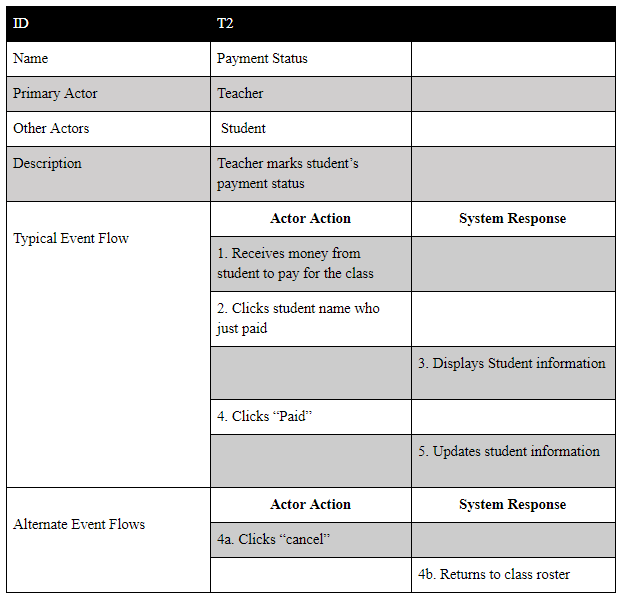 ID T2
Name Payment Status
Primary Actor Teacher
Other Actors Student
Description Teacher marks student’s
payment status
Typical Event Flow
Actor Action System Response
1. Receives money from
student to pay for the class
2. Clicks student name who
just paid
3. Displays Student information
4. Clicks “Paid”
5. Updates student information
Alternate Event Flows
Actor Action System Response
4a. Clicks “cancel”
4b. Returns to class roster